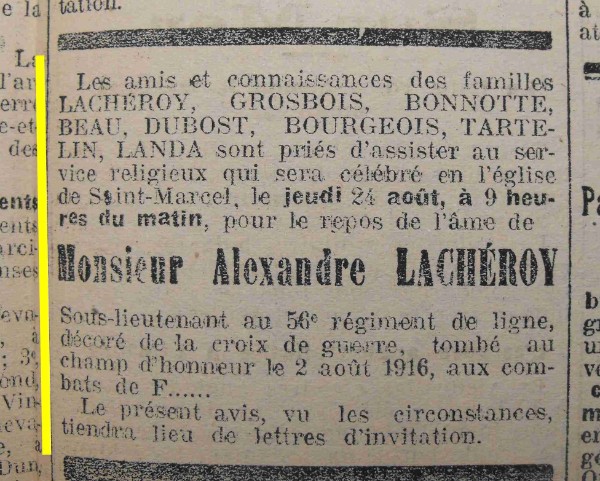 tation.
Les amis et connaissances des familles
LACHÉROY, GROSBOIS, BONNOTTE,
BEAU, DUBOST, BOURGEOIS, TARTE-
LIN, LANDA sont priés d'assister au ser-
vice religieux qui sera célébré en l'église
de Saint-Marcel, le jeudi 24 août, à 9 heu-
res du matin, pour le repos de l'âme de
Monsieur Alexandre LACHÉROY
Sous-lieutenant au 56e régiment de ligne,
décoré de la croix de guerre, tombé au
champ d'honneur le 2 août 1916, aux com-
bats de F......
Le présent avis, vu les circonstances,
tiendra lieu de lettres d'invitation.